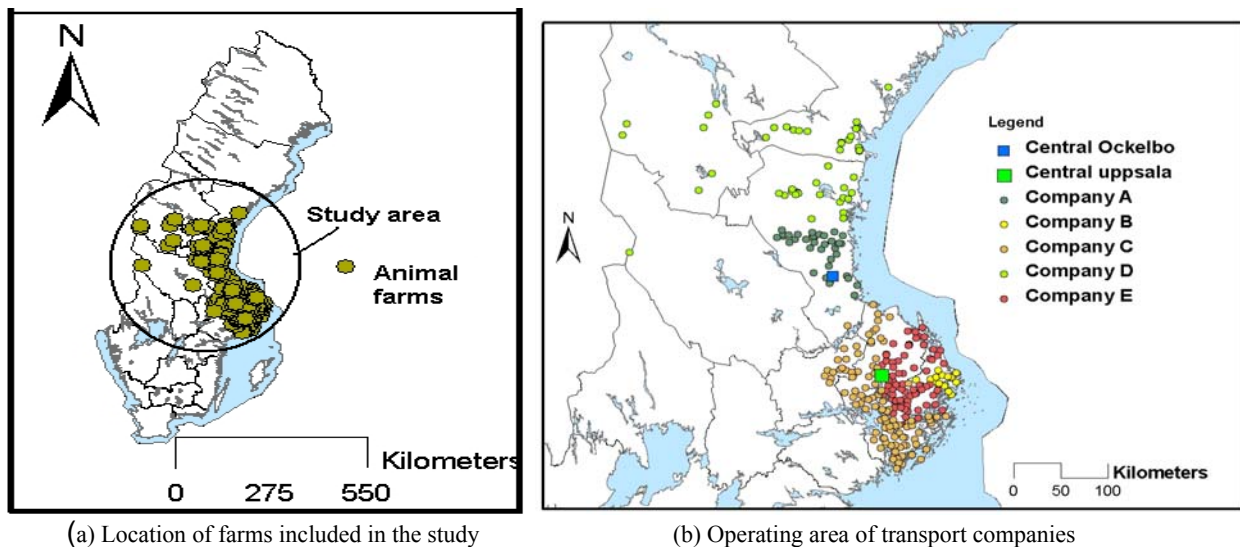 N
Study area
Animal
farms
Kilometers
0 275 550
(a) Location of farms included in the study
Legend
Central Ockelbo
Central uppsala
Company A
Company B
Company C
Company D
Company E
N
Kilometers
0 50 100
(b) Operating area of transport companies